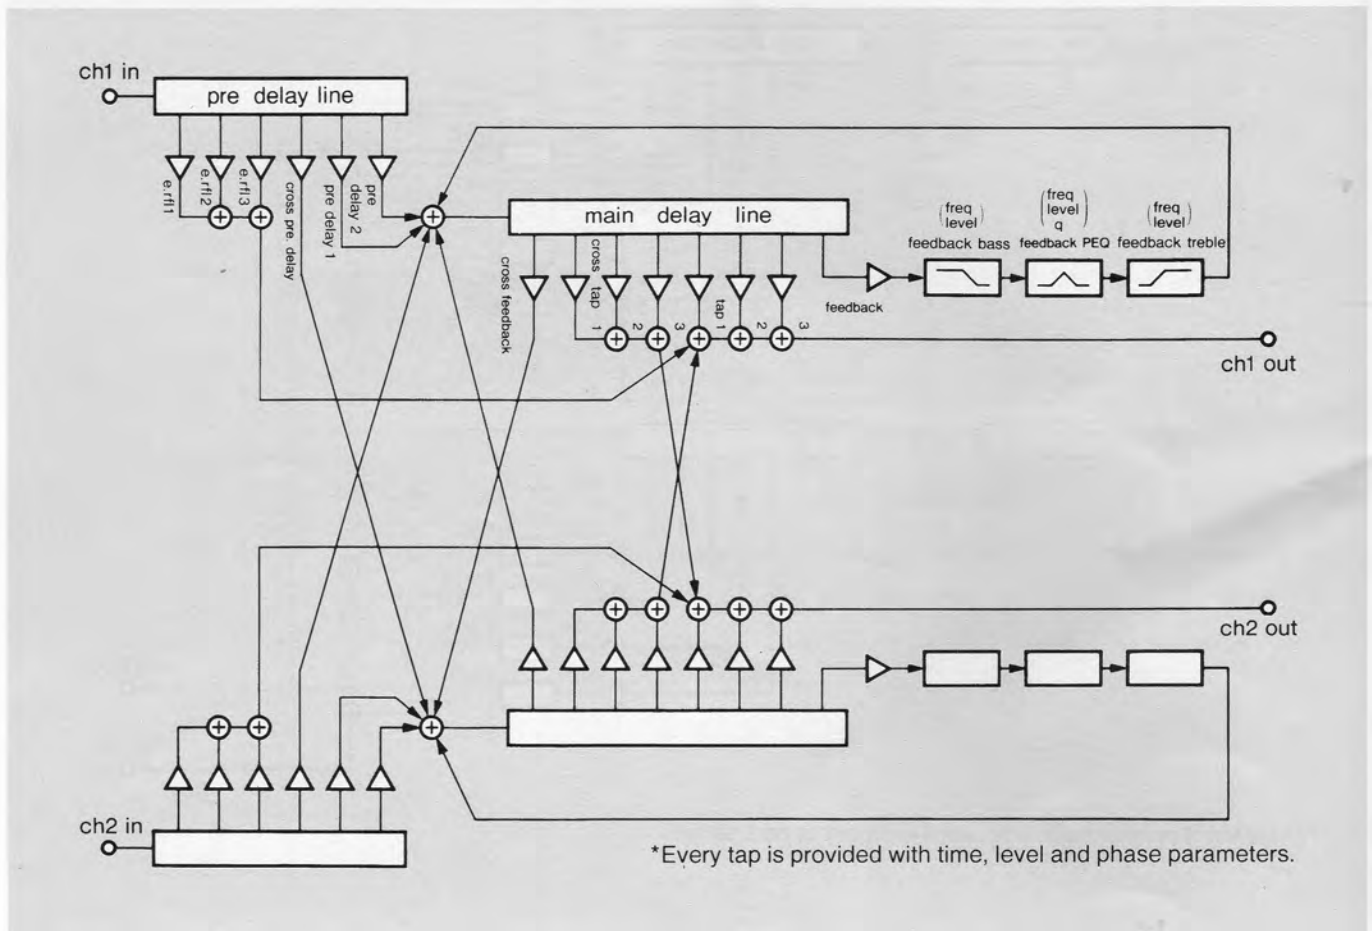 ch1 in
pre delay line
e.rfl1
e.rfl2
e.rfl3
cross pre. delay
pre delay 1
pre
delay 2
main delay line
cross feedback
cross tap 1
2
3
tap 1
2
3
feedback
(freq
level)
feedback bass
(freq
level
q)
feedback PEQ
(freq
level)
feedback treble
ch1 out
ch2 out
ch2 in
*Every tap is provided with time, level and phase parameters.